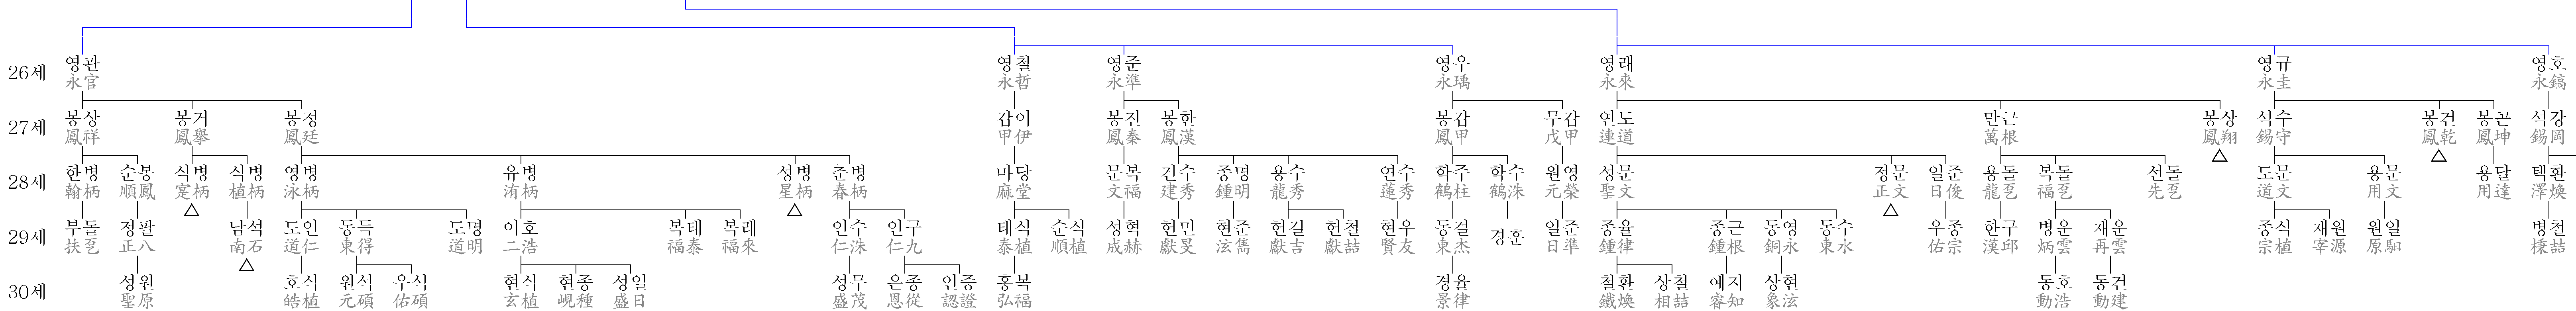 26세 영관 영철 영준 영우 영래 영규 영호
永官 永哲 永準 永瑀 永來 永圭 永鎬
27세 봉상 봉거 봉정 갑이 봉진 봉한 봉갑 무갑 연도 만근 봉상 석수 봉건 봉곤 석강
鳳祥 鳳擧 鳳廷 甲伊 鳳秦 鳳漢 鳳甲 戊甲 連道 萬根 鳳翔 錫守 鳳乾 鳳坤 錫岡
28세 한병 순봉 식병 식병 영병 유병 성병 춘병 마당 문복 건수 종명 용수 연수 학주 학수 원영 성문 정문 일준 용돌 복돌 선돌 도문 용문 용달 택환
翰柄 順鳳 寔柄 植柄 泳柄 洧柄 星柄 春柄 麻堂 文福 建秀 鍾明 龍秀 蓮秀 鶴柱 鶴洙 元榮 聖文 正文 日俊 龍乭 福乭 先乭 道文 用文 用達 澤煥
29세 부돌 정팔 남석 도인 동득 도명 이호 복태 복래 인수 인구 태식 순식 성혁 헌민 현준 헌길 헌철 현우 동걸 경훈 일준 종율 종근 동영 동수 우종 한구 병운 재운 종식 재원 원일 병철
扶乭 正八 南石 道仁 東得 道明 二浩 福泰 福來 仁洙 仁九 泰植 順植 成赫 獻旻 泫儁 獻吉 獻喆 賢友 東杰 日準 鍾律 鍾根 銅永 東水 佑宗 漢邱 炳雲 再雲 宗植 宰源 原馹 棅喆
30세 성원 호식 원석 우석 현식 현종 성일 성무 은종 인증 홍복 경율 철환 상철 예지 상현 동호 동건
聖原 皓植 元碩 佑碩 玄植 峴種 盛日 盛茂 恩從 認證 弘福 景律 鐵煥 相喆 睿知 象泫 動浩 動建